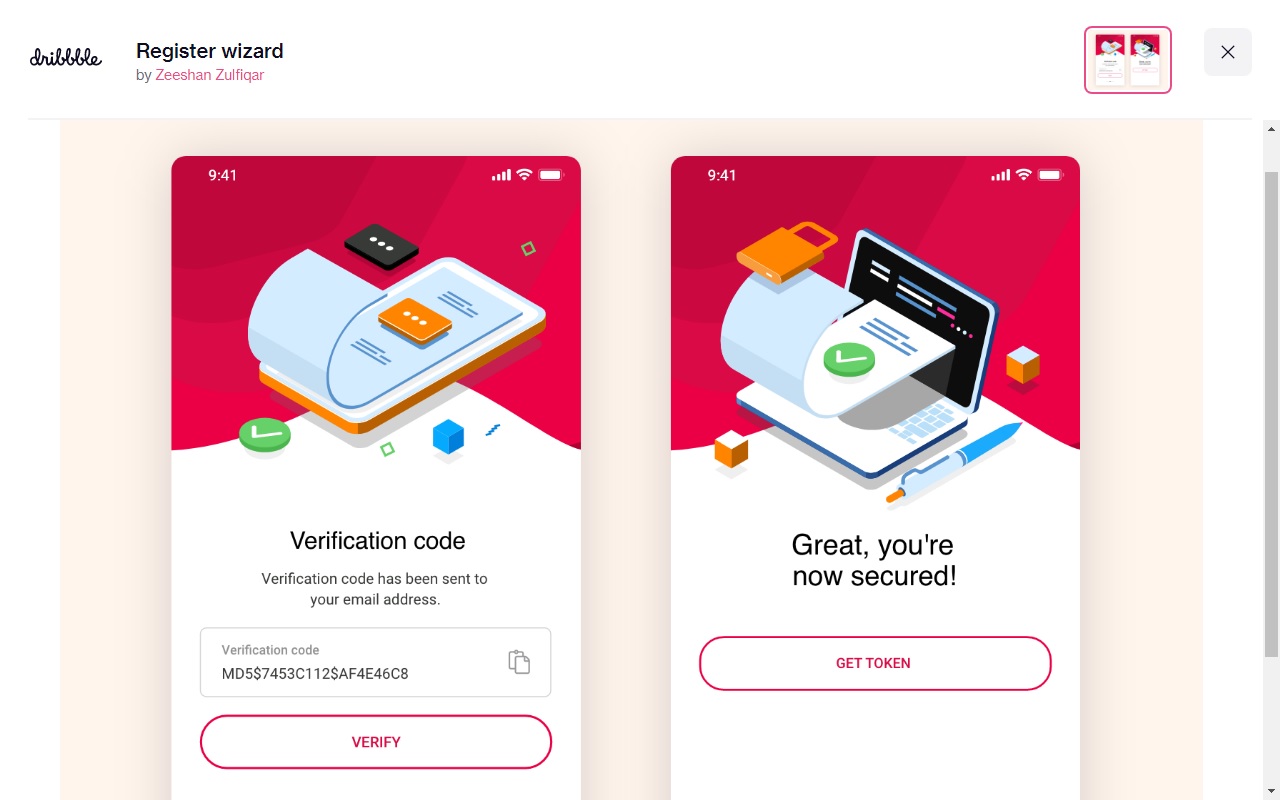 dribbble
Register wizard
by Zeeshan Zulfiqar
9:41
Verification code
Verification code has been sent to
your email address.
Verification code
MD5$7453C112$AF4E46C8
VERIFY
9:41
Great, you're
now secured!
GET TOKEN